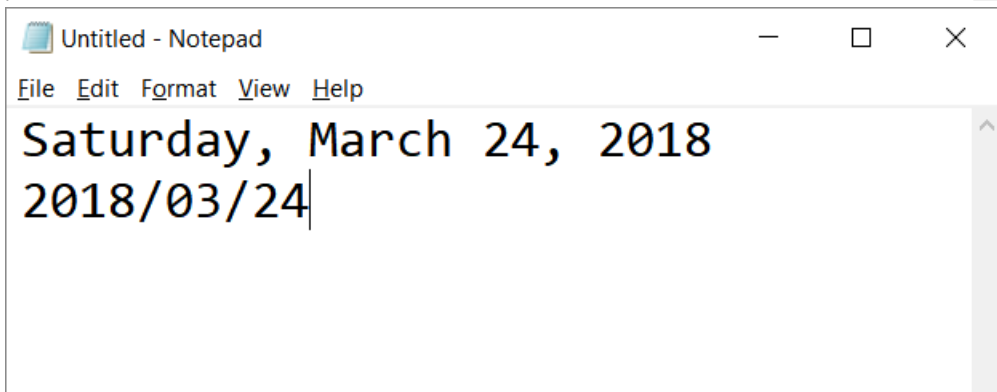 Untitled - Notepad
File Edit Format View Help
Saturday, March 24, 2018
2018/03/24